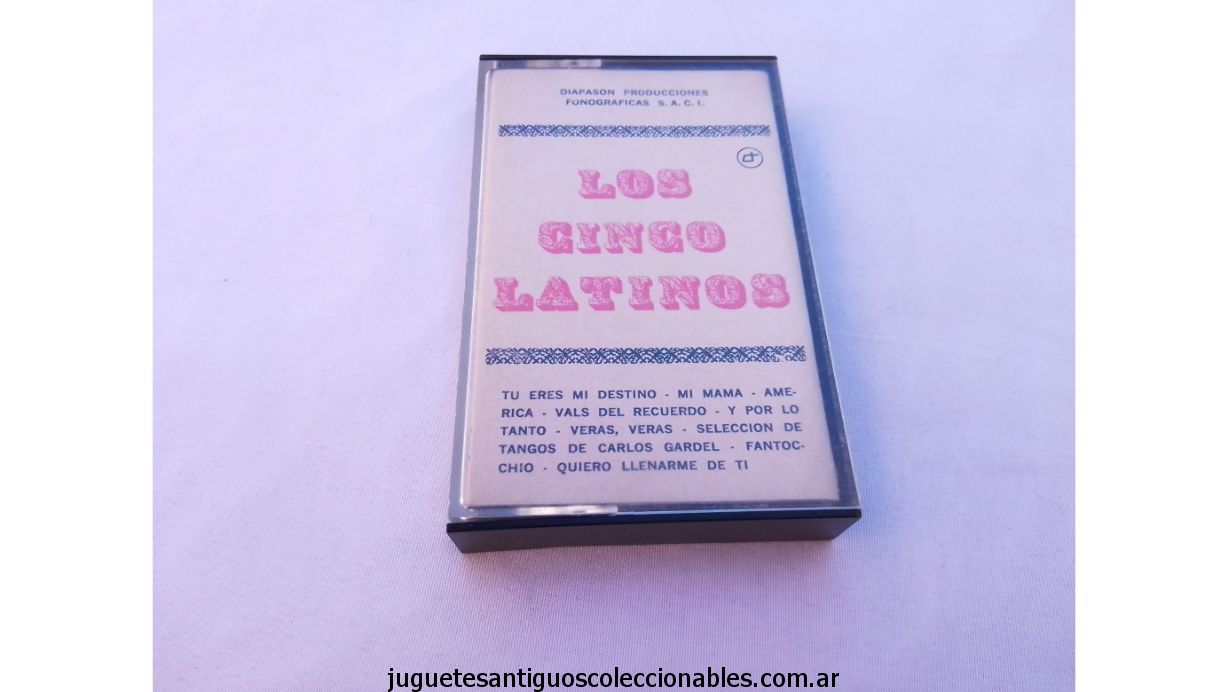 DIAPASON PRODUCCIONES
FONOGRAFICAS S. A. C. I.
LOS
CINCO
LATINOS
TU ERES MI DESTINO - MI MAMA - AME-
RICA - VALS DEL RECUERDO - Y POR LO
TANTO - VERAS, VERAS - SELECCION DE
TANGOS DE CARLOS GARDEL - FANTOC-
CHIO - QUIERO LLENARME DE TI
juguetesantiguoscoleccionables.com.ar